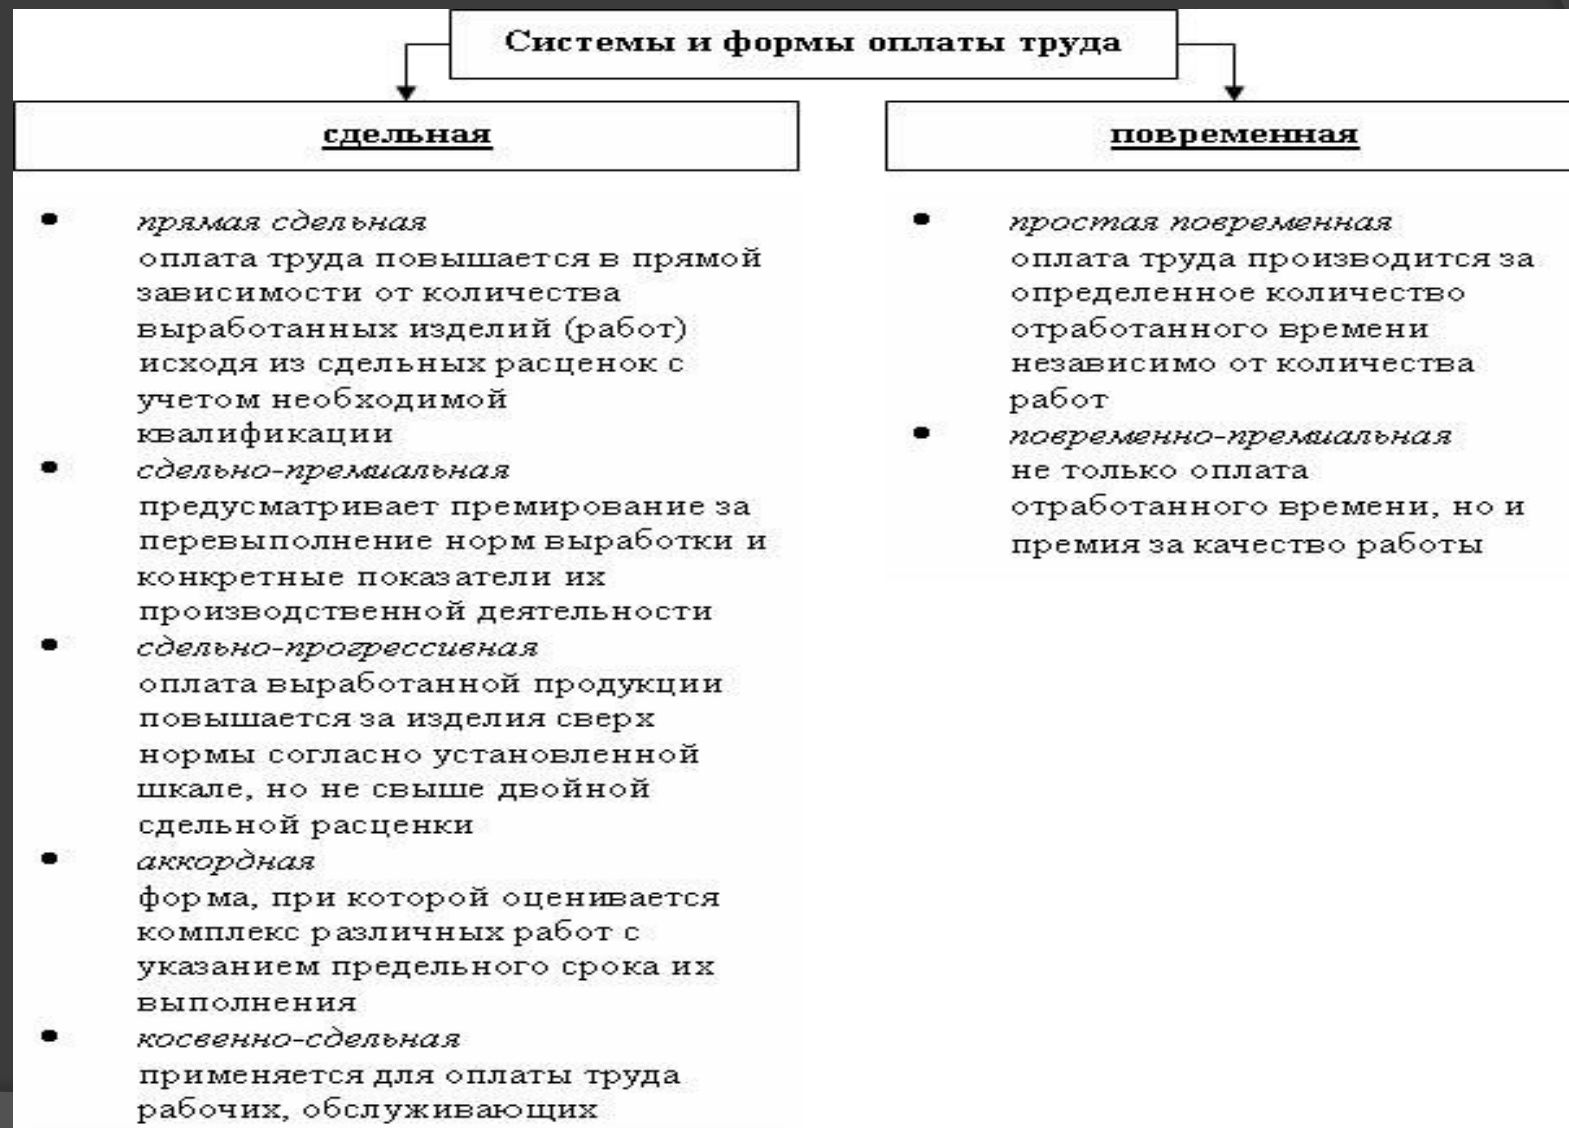 Системы и формы оплаты труда
сдельная
• прямая сдельная
оплата труда повышается в прямой
зависимости от количества
выработанных изделий (работ)
исходя из сдельных расценок с
учетом необходимой
квалификации
• сдельно-премиальная
предусматривает премирование за
перевыполнение норм выработки и
конкретные показатели их
производственной деятельности
• сдельно-прогрессивная
оплата выработанной продукции
повышается за изделия сверх
нормы согласно установленной
шкале, но не свыше двойной
сдельной расценки
• аккордная
форма, при которой оценивается
комплекс различных работ с
указанием предельного срока их
выполнения
• косвенно-сдельная
применяется для оплаты труда
рабочих, обслуживающих
повременная
• простая повременная
оплата труда производится за
определенное количество
отработанного времени
независимо от количества
работ
• повременно-премиальная
не только оплата
отработанного времени, но и
премия за качество работы